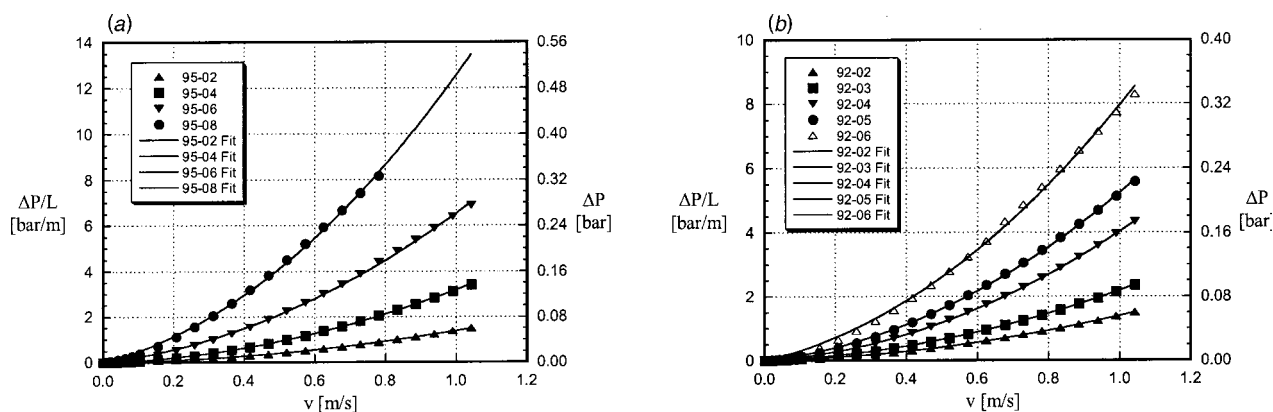 (a)
14
12
10
8
6
4
2
0
0.56
0.48
0.40
0.32
0.24
0.16
0.08
0.00
ΔP/L
[bar/m]
ΔP
[bar]
95-02
95-04
95-06
95-08
95-02 Fit
95-04 Fit
95-06 Fit
95-08 Fit
0.0 0.2 0.4 0.6 0.8 1.0 1.2
v [m/s]
(b)
10
8
6
4
2
0
0.40
0.32
0.24
0.16
0.08
0.00
ΔP/L
[bar/m]
ΔP
[bar]
92-02
92-03
92-04
92-05
92-06
92-02 Fit
92-03 Fit
92-04 Fit
92-05 Fit
92-06 Fit
0.0 0.2 0.4 0.6 0.8 1.0 1.2
v [m/s]